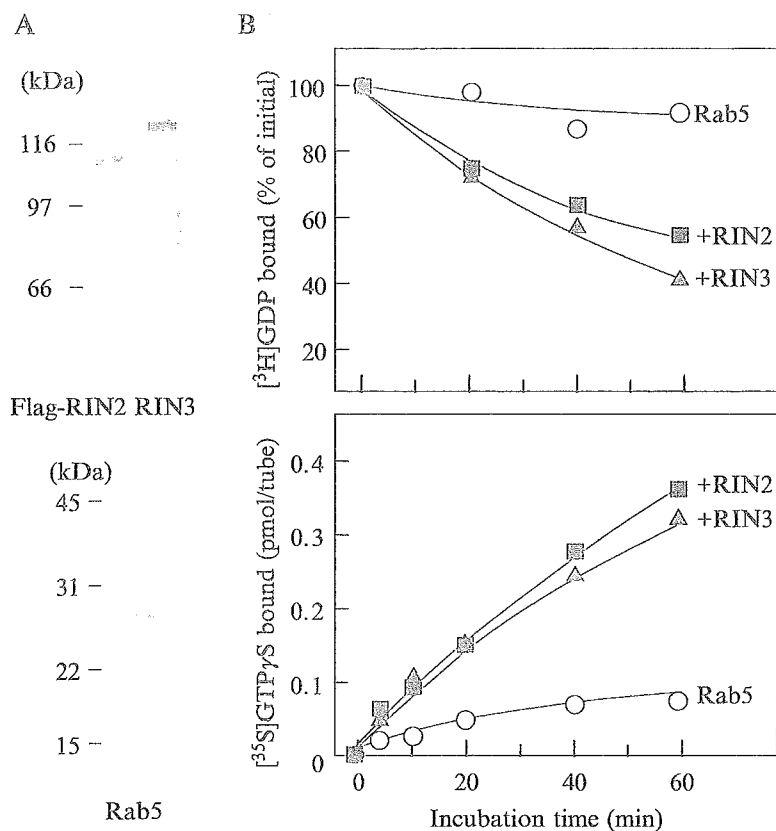 A
(kDa)
116
97
66
Flag-RIN2 RIN3
(kDa)
45
31
22
15
Rab5
B
[³H]GDP bound (% of initial)
100
80
60
40
20
Rab5
+RIN2
+RIN3
[³⁵S]GTPγS bound (pmol/tube)
0.4
0.3
0.2
0.1
0
+RIN2
+RIN3
Rab5
0 20 40 60
Incubation time (min)